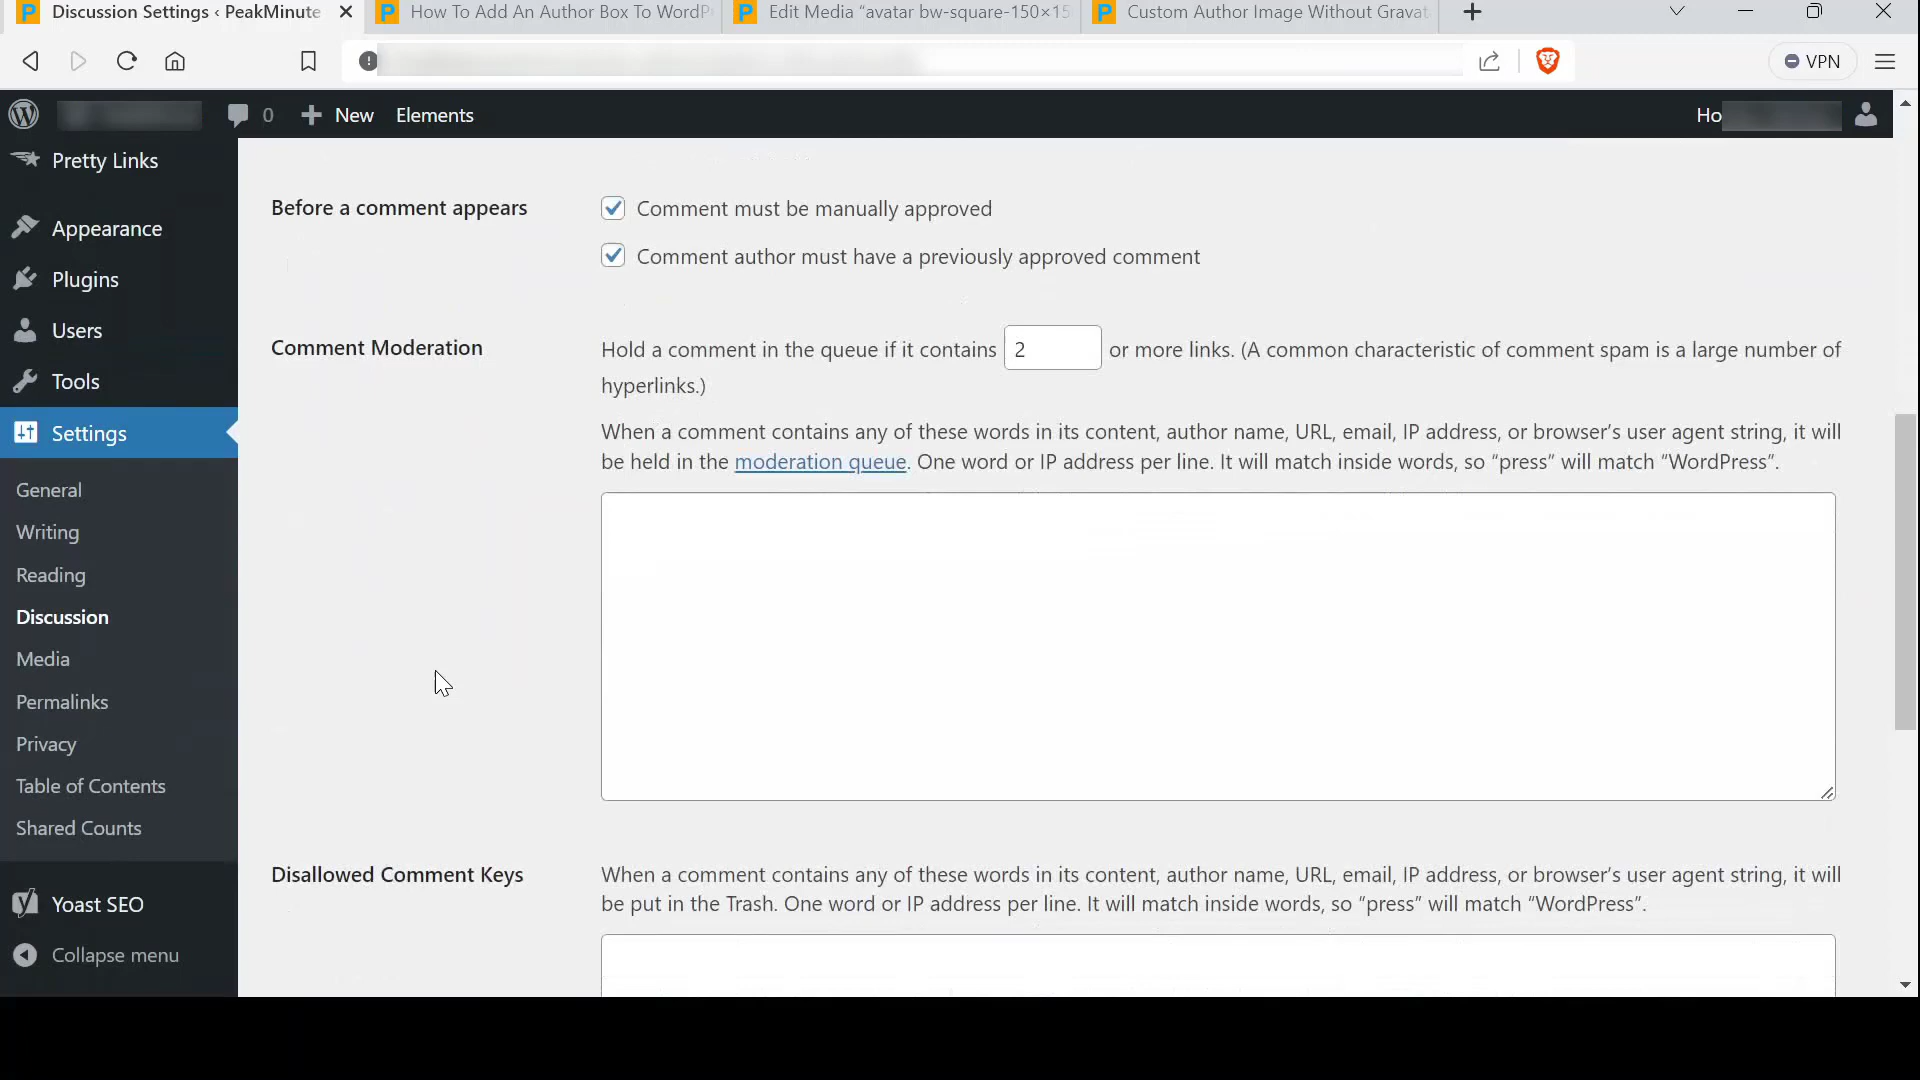 Discussion Settings ‹ PeakMinute
How To Add An Author Box To WordP
Edit Media “avatar bw-square-150×15
Custom Author Image Without Gravat
VPN
0
New
Elements
Ho
Pretty Links
Appearance
Plugins
Users
Tools
Settings
General
Writing
Reading
Discussion
Media
Permalinks
Privacy
Table of Contents
Shared Counts
Yoast SEO
Collapse menu
Before a comment appears
Comment must be manually approved
Comment author must have a previously approved comment
Comment Moderation
Hold a comment in the queue if it contains 2 or more links. (A common characteristic of comment spam is a large number of
hyperlinks.)
When a comment contains any of these words in its content, author name, URL, email, IP address, or browser’s user agent string, it will
be held in the moderation queue. One word or IP address per line. It will match inside words, so “press” will match “WordPress”.
Disallowed Comment Keys
When a comment contains any of these words in its content, author name, URL, email, IP address, or browser’s user agent string, it will
be put in the Trash. One word or IP address per line. It will match inside words, so “press” will match “WordPress”.